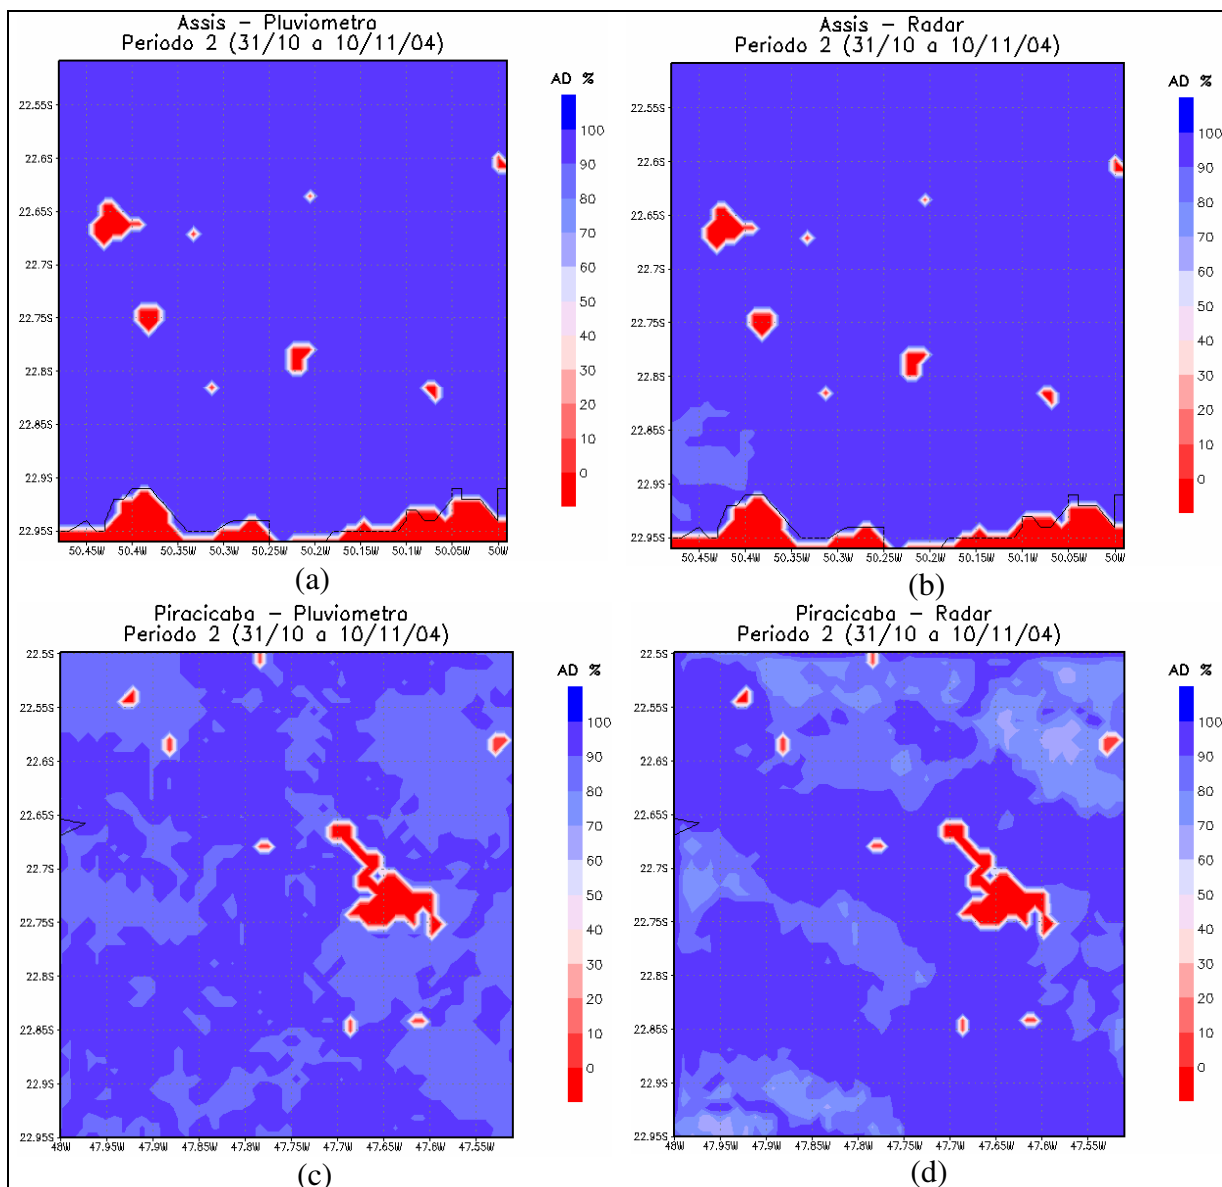 Assis – Pluviometro
Periodo 2 (31/10 a 10/11/04)
AD %
100
90
80
70
60
50
40
30
20
10
0
22.55S
22.6S
22.65S
22.7S
22.75S
22.8S
22.85S
22.9S
22.95S
50.45W 50.4W 50.35W 50.3W 50.25W 50.2W 50.15W 50.1W 50.05W 50W
(a)
Assis – Radar
Periodo 2 (31/10 a 10/11/04)
AD %
100
90
80
70
60
50
40
30
20
10
0
22.55S
22.6S
22.65S
22.7S
22.75S
22.8S
22.85S
22.9S
22.95S
50.45W 50.4W 50.35W 50.3W 50.25W 50.2W 50.15W 50.1W 50.05W 50W
(b)
Piracicaba – Pluviometro
Periodo 2 (31/10 a 10/11/04)
AD %
100
90
80
70
60
50
40
30
20
10
0
22.5S
22.55S
22.6S
22.65S
22.7S
22.75S
22.8S
22.85S
22.9S
22.95S
48W 47.95W 47.9W 47.85W 47.8W 47.75W 47.7W 47.65W 47.6W 47.55W
(c)
Piracicaba – Radar
Periodo 2 (31/10 a 10/11/04)
AD %
100
90
80
70
60
50
40
30
20
10
0
22.5S
22.55S
22.6S
22.65S
22.7S
22.75S
22.8S
22.85S
22.9S
22.95S
48W 47.95W 47.9W 47.85W 47.8W 47.75W 47.7W 47.65W 47.6W 47.55W
(d)